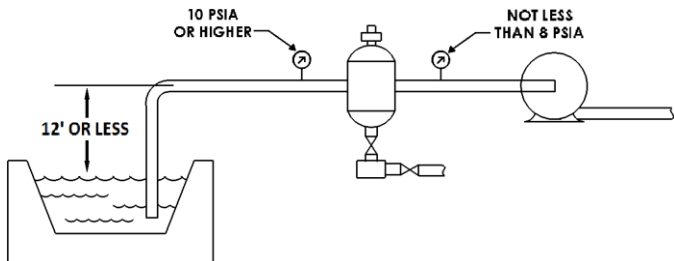 10 PSIA
OR HIGHER
NOT LESS
THAN 8 PSIA
12' OR LESS